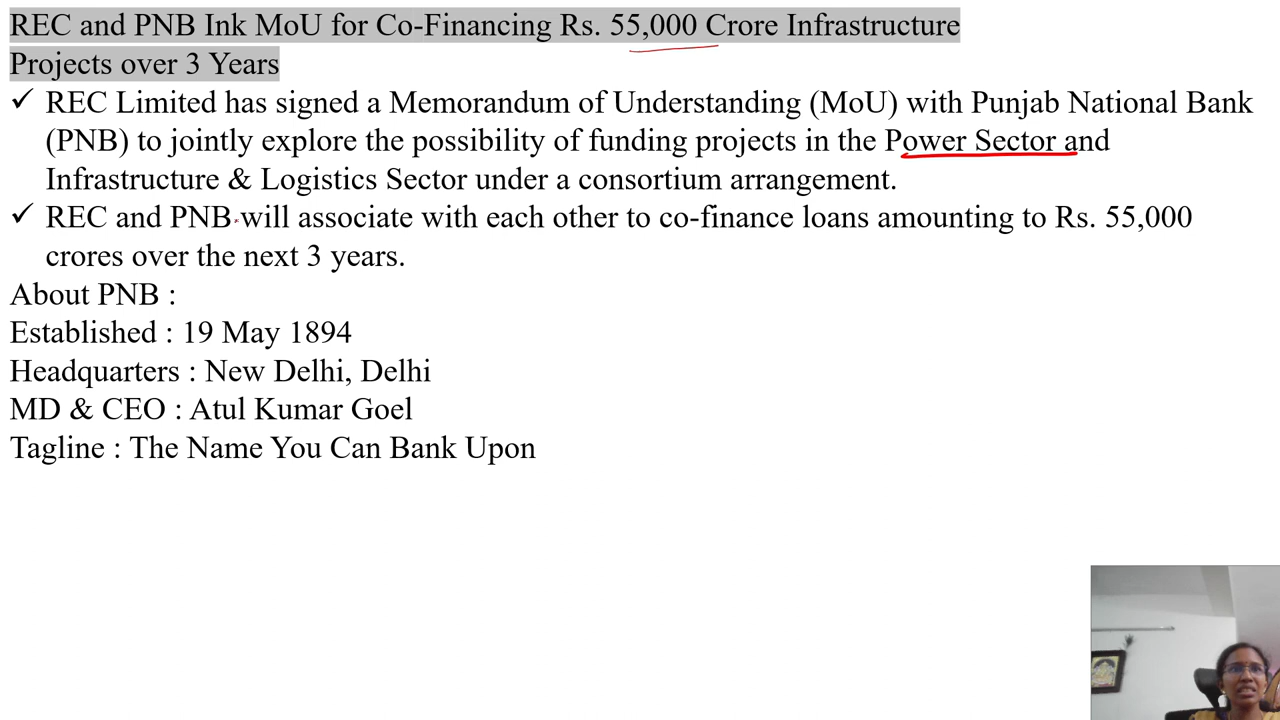 REC and PNB Ink MoU for Co-Financing Rs. 55,000 Crore Infrastructure
Projects over 3 Years
✓ REC Limited has signed a Memorandum of Understanding (MoU) with Punjab National Bank
(PNB) to jointly explore the possibility of funding projects in the Power Sector and
Infrastructure & Logistics Sector under a consortium arrangement.
✓ REC and PNB will associate with each other to co-finance loans amounting to Rs. 55,000
crores over the next 3 years.
About PNB :
Established : 19 May 1894
Headquarters : New Delhi, Delhi
MD & CEO : Atul Kumar Goel
Tagline : The Name You Can Bank Upon